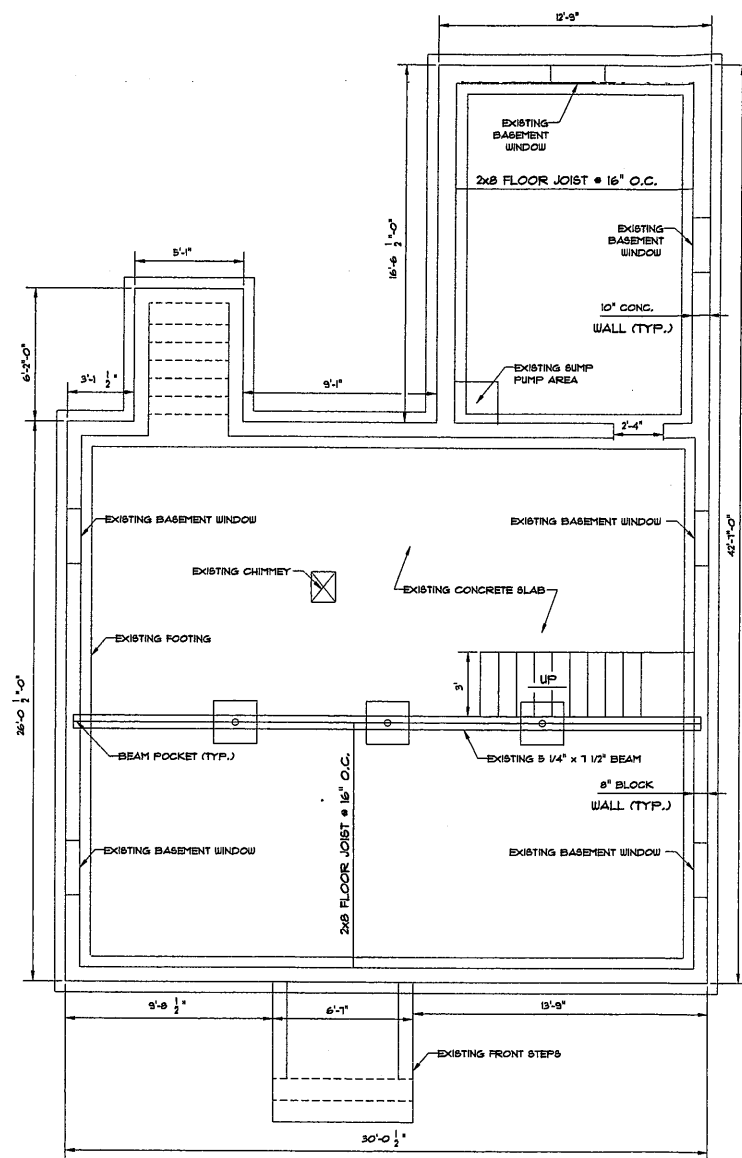 12'-9"
EXISTING
BASEMENT
WINDOW
2x8 FLOOR JOIST @ 16" O.C.
EXISTING
BASEMENT
WINDOW
16'-6 1/2"-0"
5'-1"
10" CONC.
WALL (TYP.)
6'-2"-0"
3'-1 1/2"
9'-1"
EXISTING SUMP
PUMP AREA
2'-4"
EXISTING BASEMENT WINDOW
EXISTING BASEMENT WINDOW
42'-7"-0"
EXISTING CHIMMEY
EXISTING CONCRETE SLAB
EXISTING FOOTING
3'
UP
26'-0 1/2"-0"
BEAM POCKET (TYP.)
EXISTING 5 1/4" x 7 1/2" BEAM
8" BLOCK
WALL (TYP.)
2x8 FLOOR JOIST @ 16" O.C.
EXISTING BASEMENT WINDOW
EXISTING BASEMENT WINDOW
9'-8 1/2"
6'-7"
13'-9"
EXISTING FRONT STEPS
30'-0 1/2"